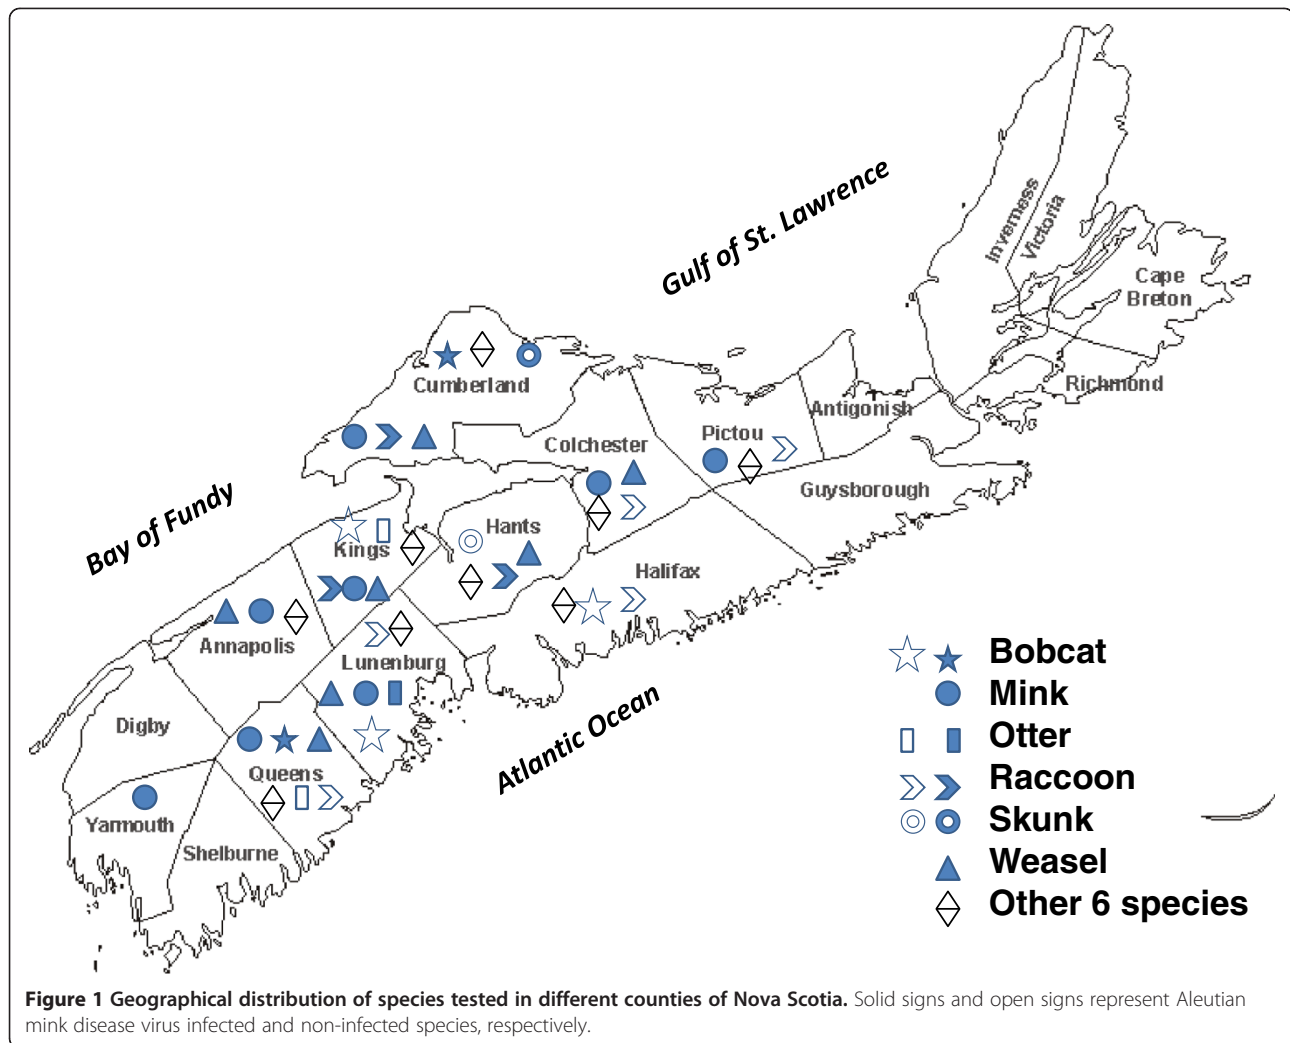 Gulf of St. Lawrence
Inverness
Victoria
Cape
Breton
Richmond
Cumberland
Antigonish
Pictou
Colchester
Guysborough
Bay of Fundy
Hants
Kings
Halifax
Annapolis
Lunenburg
Digby
Atlantic Ocean
Queens
Yarmouth
Shelburne
Bobcat
Mink
Otter
Raccoon
Skunk
Weasel
Other 6 species
Figure 1 Geographical distribution of species tested in different counties of Nova Scotia. Solid signs and open signs represent Aleutian
mink disease virus infected and non-infected species, respectively.